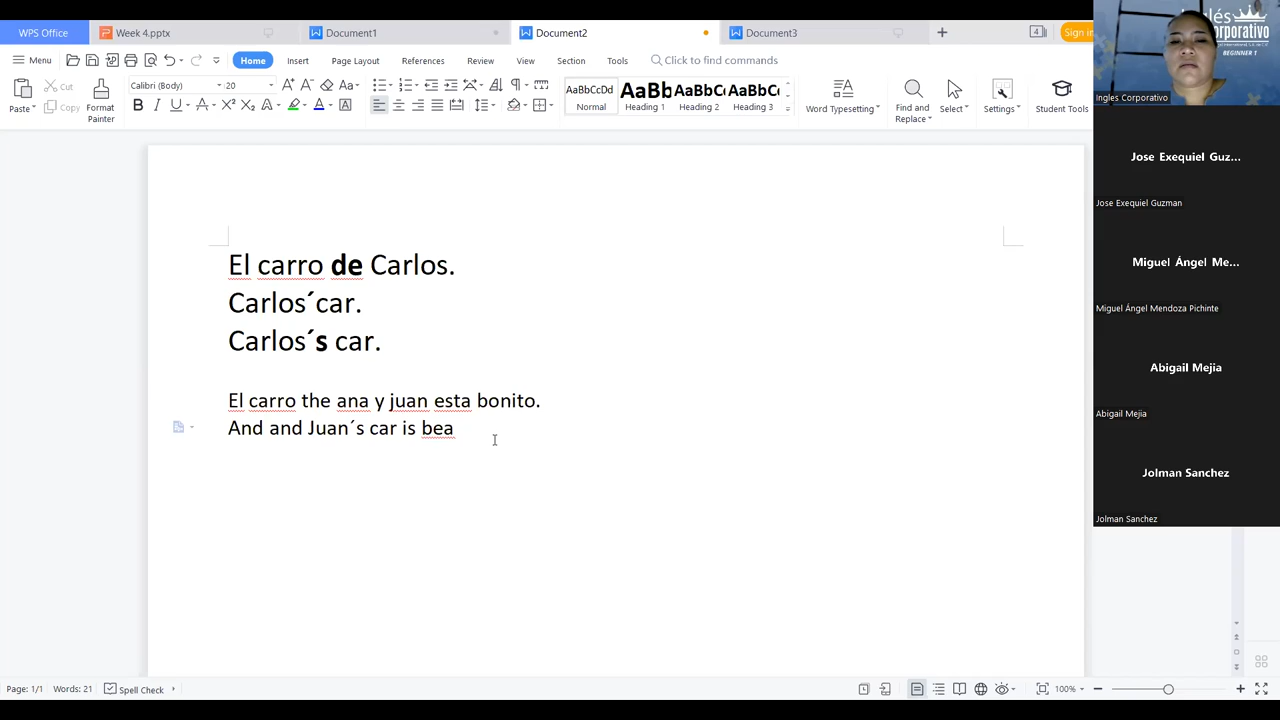 WPS Office
Week 4.pptx
Document1
Document2
Document3
Sign in
Menu
Home
Insert
Page Layout
References
Review
View
Section
Tools
Click to find commands
Paste
Cut
Copy
Format Painter
Calibri (Body)
20
AaBbCcDd
Normal
Heading 1
Heading 2
Heading 3
Word Typesetting
Find and Replace
Select
Settings
Student Tools
El carro de Carlos.
Carlos´car.
Carlos´s car.
El carro the ana y juan esta bonito.
And and Juan´s car is bea
Page: 1/1
Words: 21
Spell Check
100%
BEGINNER 1
Ingles Corporativo
Jose Exequiel Guz...
Jose Exequiel Guzman
Miguel Ángel Me...
Miguel Ángel Mendoza Pichinte
Abigail Mejia
Abigail Mejia
Jolman Sanchez
Jolman Sanchez